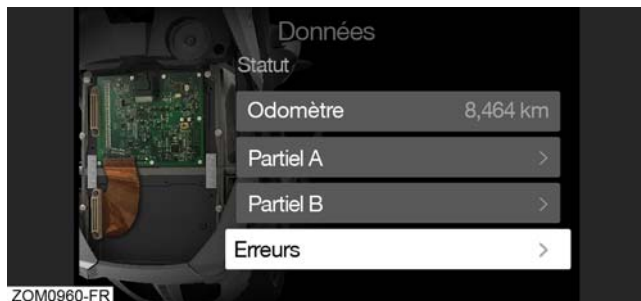 Données
Statut
Odomètre 8,464 km
Partiel A >
Partiel B >
Erreurs >
ZOM0960-FR